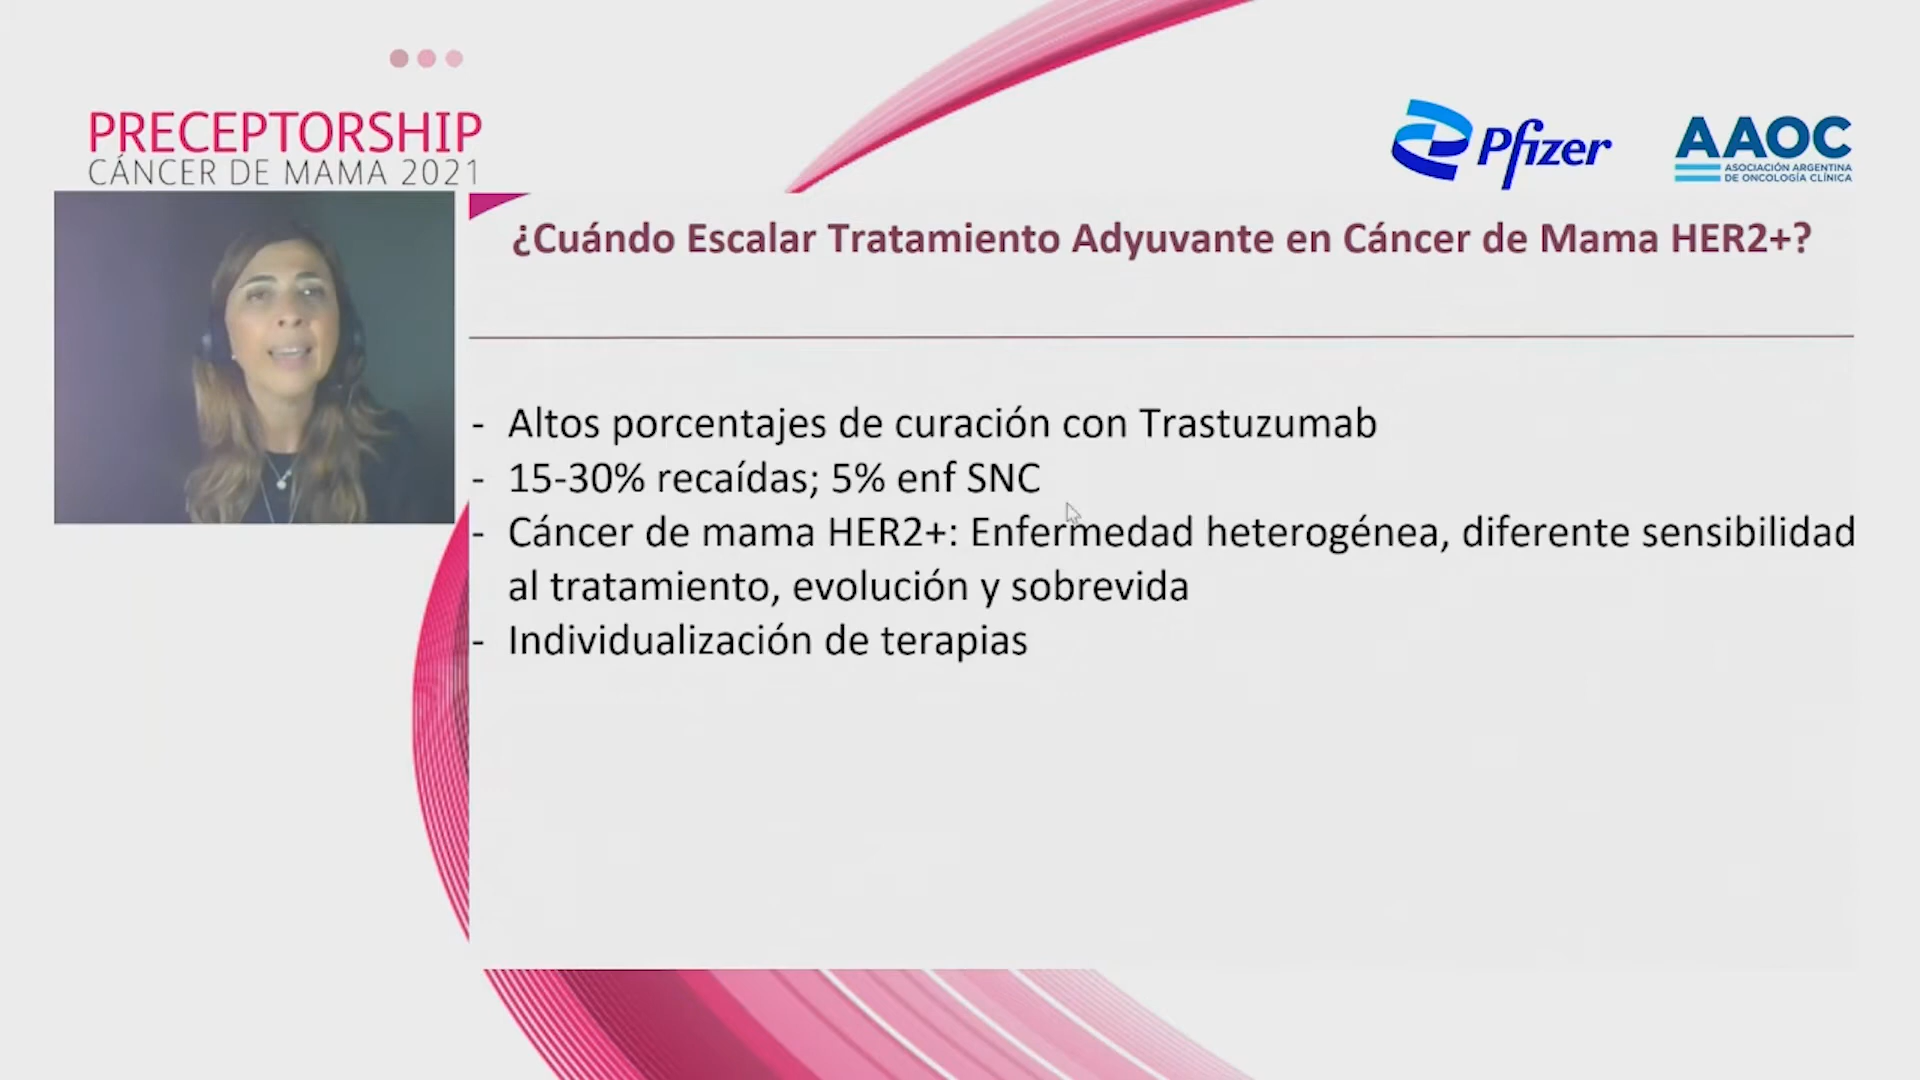 PRECEPTORSHIP
CÁNCER DE MAMA 2021
Pfizer
AAOC
ASOCIACIÓN ARGENTINA
DE ONCOLOGÍA CLÍNICA
¿Cuándo Escalar Tratamiento Adyuvante en Cáncer de Mama HER2+?
- Altos porcentajes de curación con Trastuzumab
- 15-30% recaídas; 5% enf SNC
- Cáncer de mama HER2+: Enfermedad heterogénea, diferente sensibilidad
al tratamiento, evolución y sobrevida
- Individualización de terapias